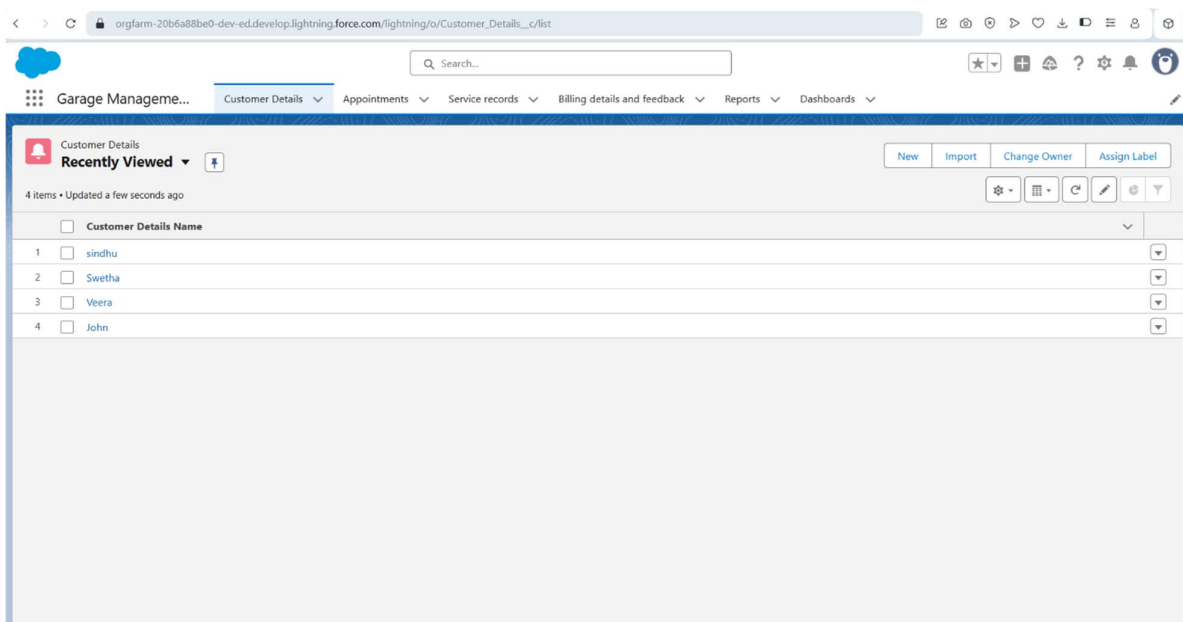 orgfarm-20b6a88be0-dev-ed.develop.lightning.force.com/lightning/o/Customer_Details__c/list
Search...
Garage Manageme... Customer Details Appointments Service records Billing details and feedback Reports Dashboards
Customer Details
Recently Viewed
New Import Change Owner Assign Label
4 items • Updated a few seconds ago
Customer Details Name
1 sindhu
2 Swetha
3 Veera
4 John